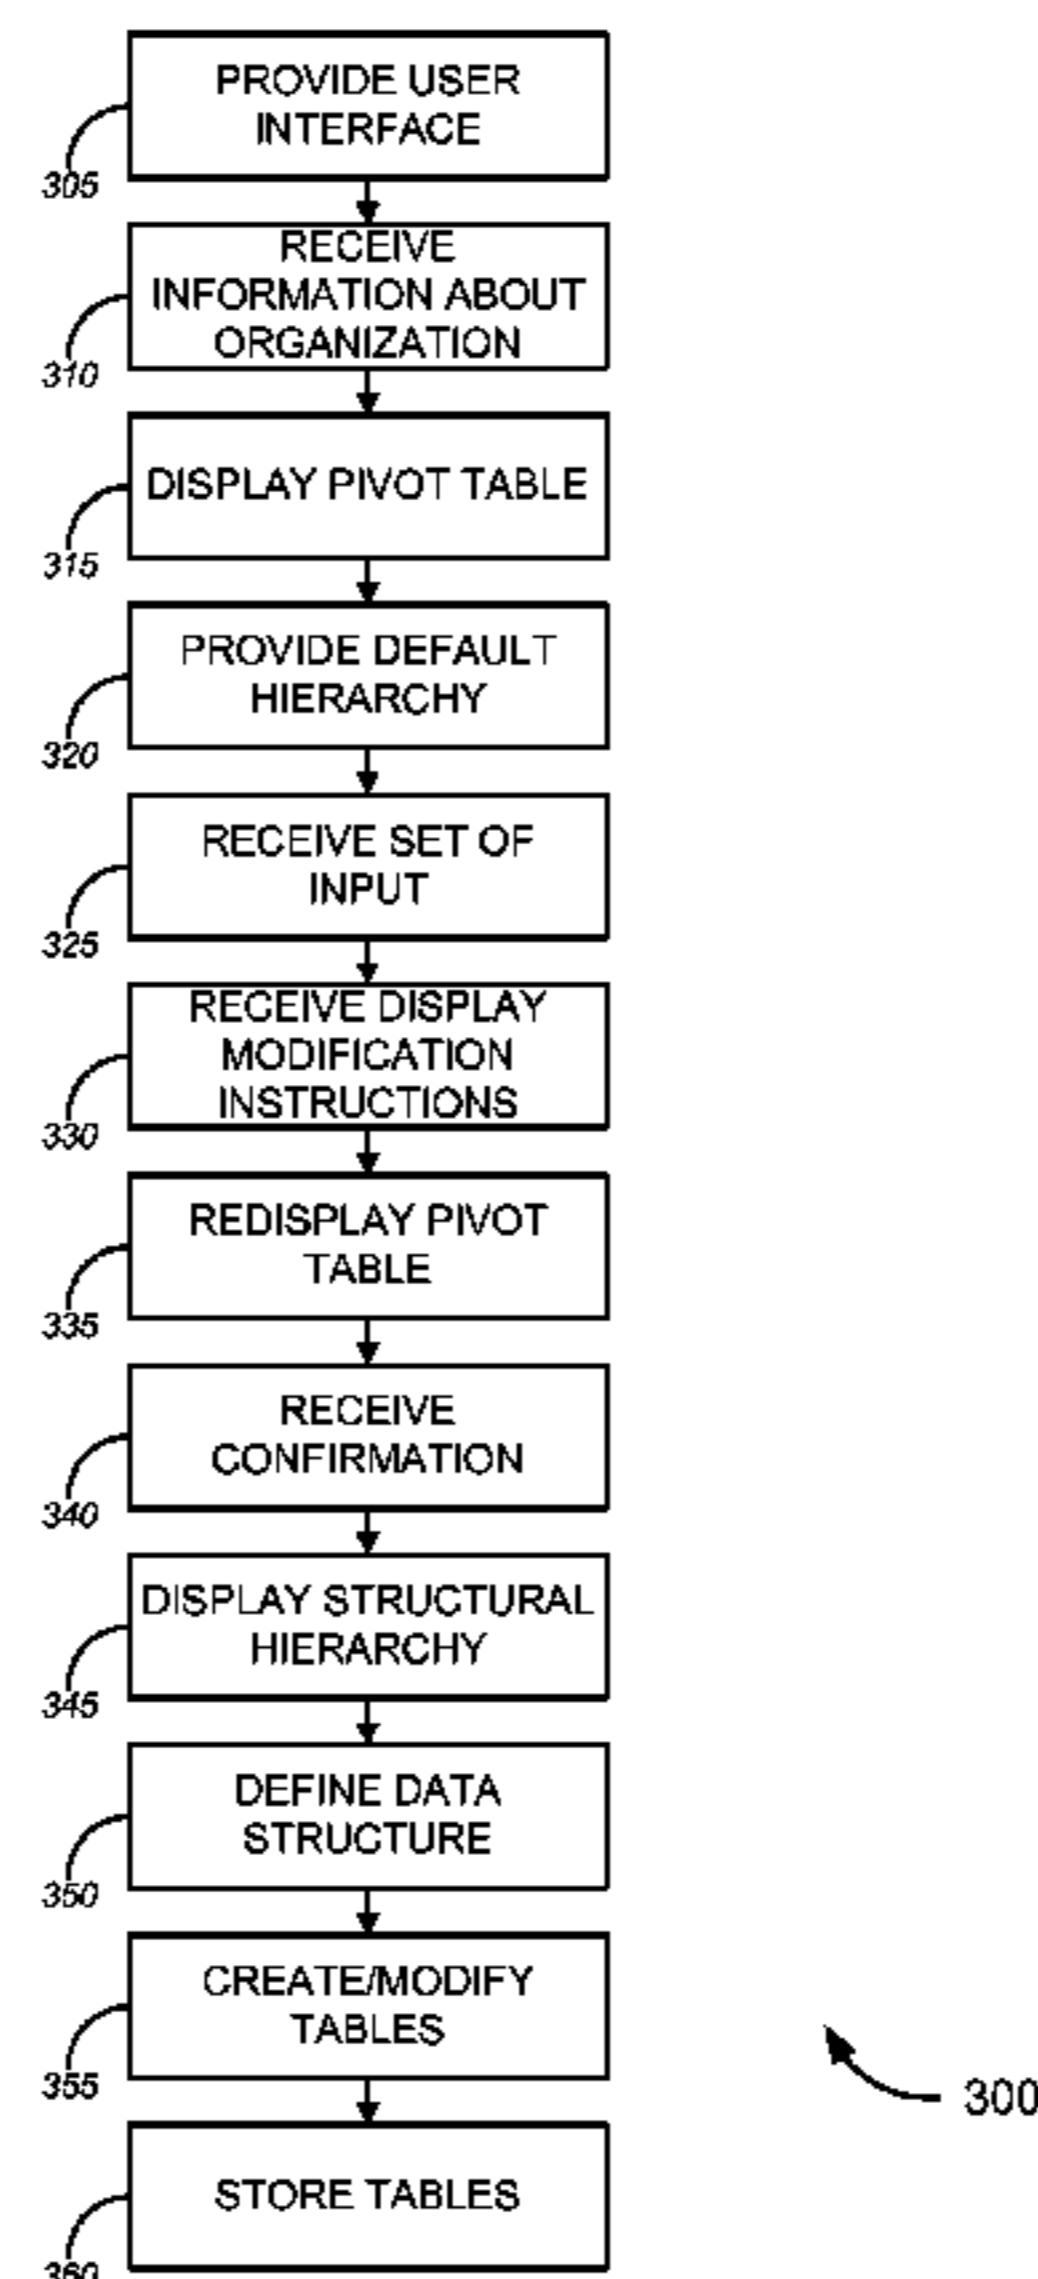 PROVIDE USER
INTERFACE
305
RECEIVE
INFORMATION ABOUT
ORGANIZATION
310
DISPLAY PIVOT TABLE
315
PROVIDE DEFAULT
HIERARCHY
320
RECEIVE SET OF
INPUT
325
RECEIVE DISPLAY
MODIFICATION
INSTRUCTIONS
330
REDISPLAY PIVOT
TABLE
335
RECEIVE
CONFIRMATION
340
DISPLAY STRUCTURAL
HIERARCHY
345
DEFINE DATA
STRUCTURE
350
CREATE/MODIFY
TABLES
355
300
STORE TABLES
360